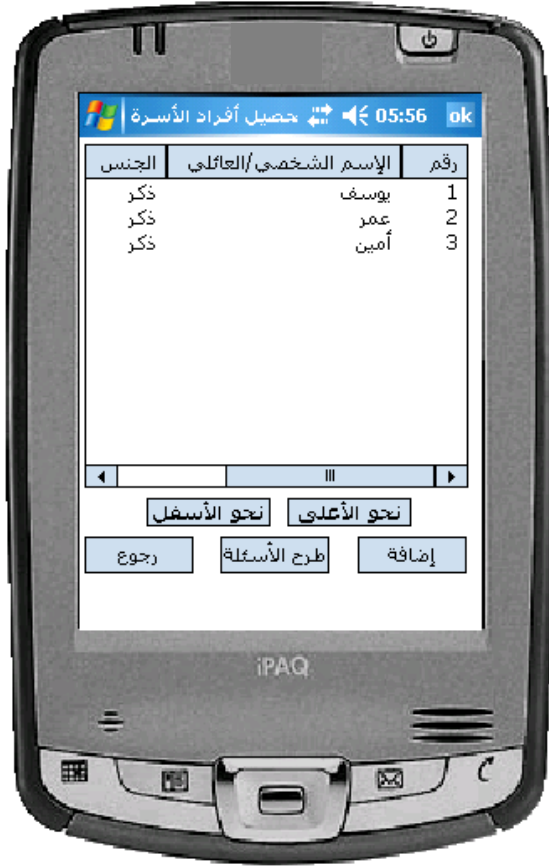 حصيل أفراد الأسرة 05:56 ok
رقم الإسم الشخصي/العائلي الجنس
1 يوسف ذكر
2 عمر ذكر
3 أمين ذكر
نحو الأعلى نحو الأسفل
إضافة طرح الأسئلة رجوع
iPAQ